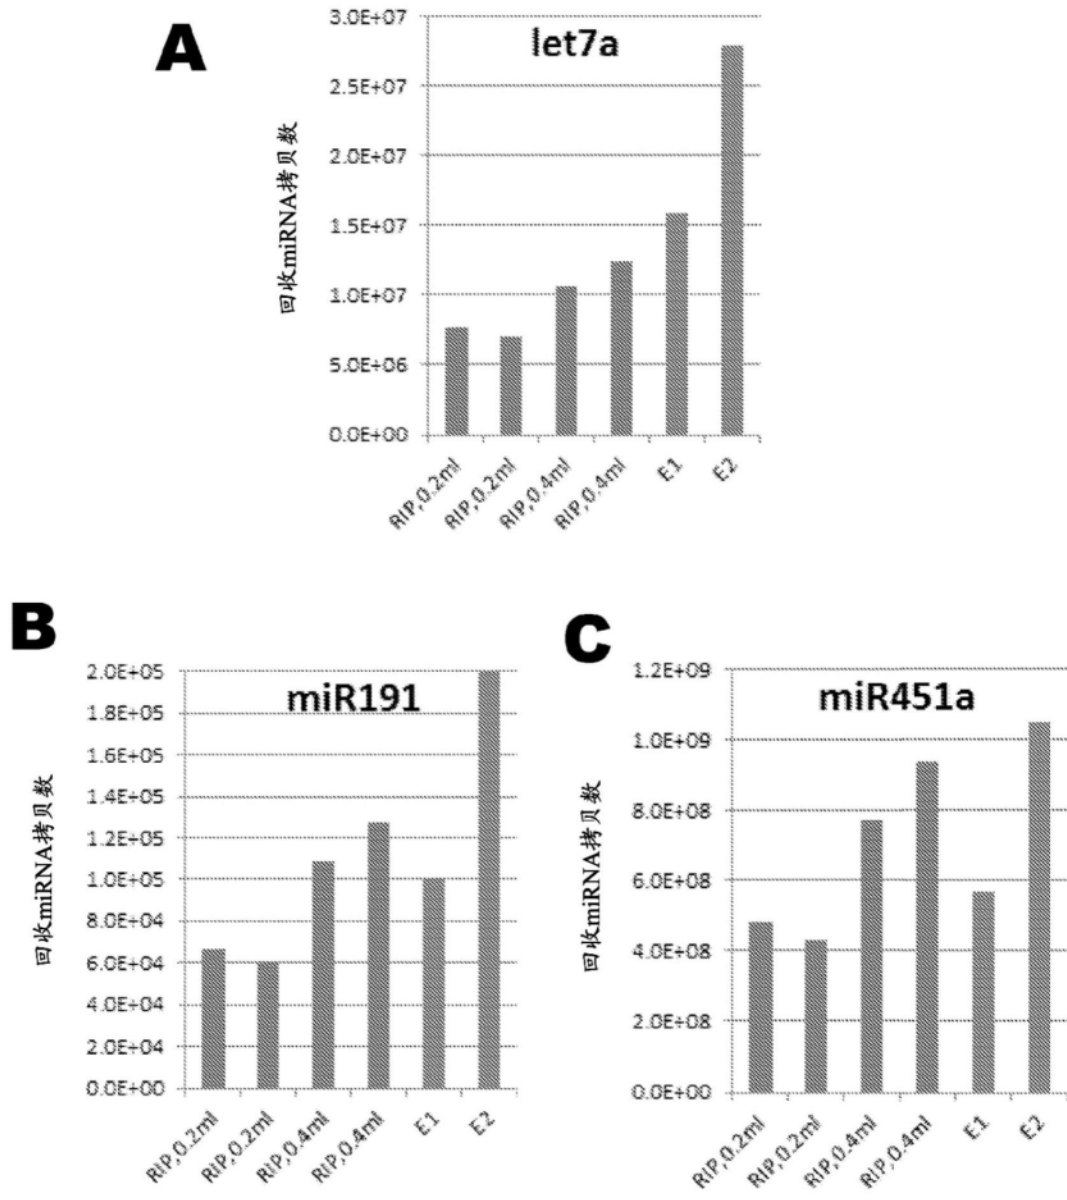 A
let7a
回收miRNA拷贝数
3.0E+07
2.5E+07
2.0E+07
1.5E+07
1.0E+07
5.0E+06
0.0E+00
RIP,0.2ml
RIP,0.2ml
RIP,0.4ml
RIP,0.4ml
E1
E2
B
miR191
回收miRNA拷贝数
2.0E+05
1.8E+05
1.6E+05
1.4E+05
1.2E+05
1.0E+05
8.0E+04
6.0E+04
4.0E+04
2.0E+04
0.0E+00
RIP,0.2ml
RIP,0.2ml
RIP,0.4ml
RIP,0.4ml
E1
E2
C
miR451a
回收miRNA拷贝数
1.2E+09
1.0E+09
8.0E+08
6.0E+08
4.0E+08
2.0E+08
0.0E+00
RIP,0.2ml
RIP,0.2ml
RIP,0.4ml
RIP,0.4ml
E1
E2